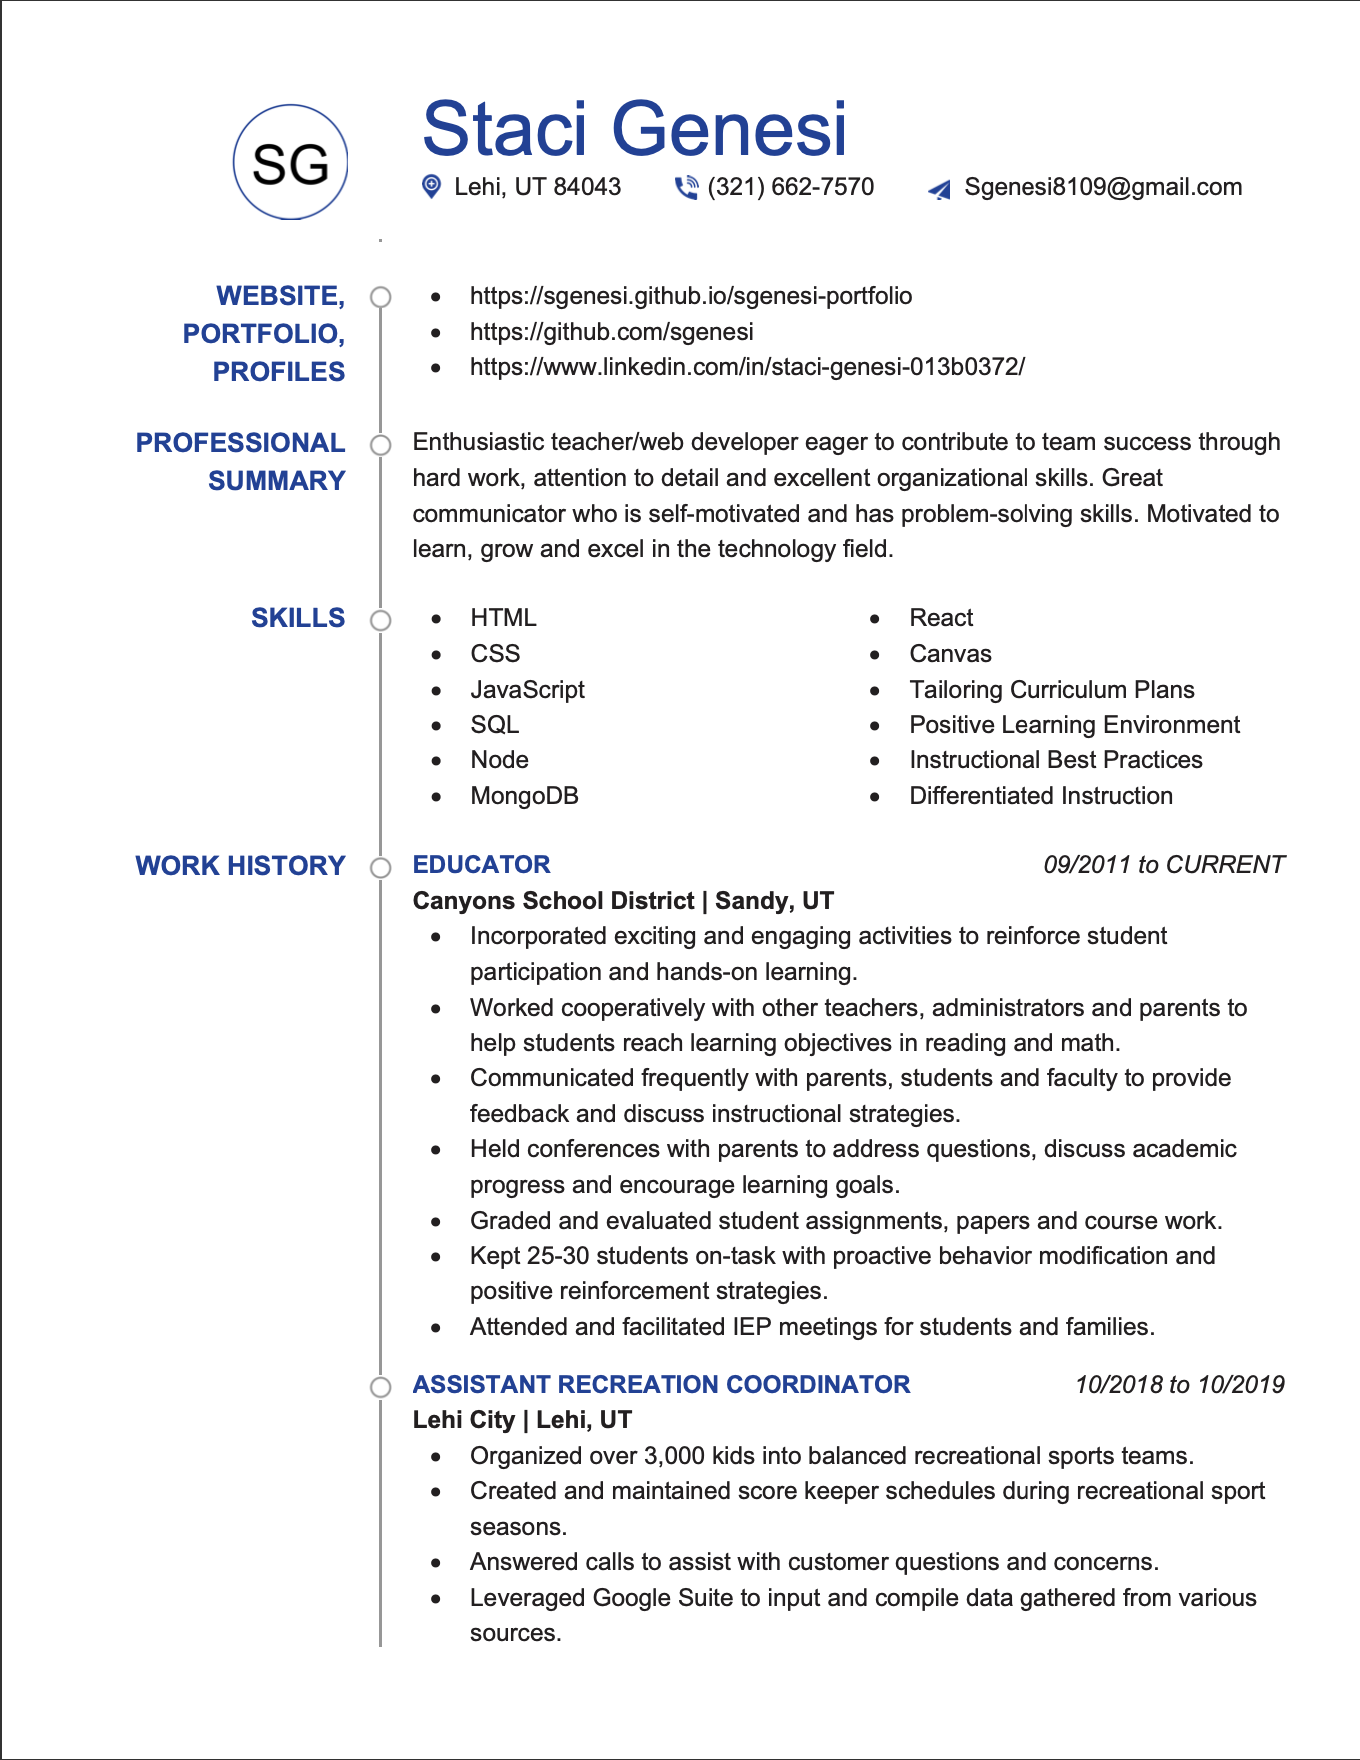 SG
Staci Genesi
Lehi, UT 84043 (321) 662-7570 Sgenesi8109@gmail.com
WEBSITE,
PORTFOLIO,
PROFILES
• https://sgenesi.github.io/sgenesi-portfolio
• https://github.com/sgenesi
• https://www.linkedin.com/in/staci-genesi-013b0372/
PROFESSIONAL
SUMMARY
Enthusiastic teacher/web developer eager to contribute to team success through
hard work, attention to detail and excellent organizational skills. Great
communicator who is self-motivated and has problem-solving skills. Motivated to
learn, grow and excel in the technology field.
SKILLS
• HTML
• CSS
• JavaScript
• SQL
• Node
• MongoDB
• React
• Canvas
• Tailoring Curriculum Plans
• Positive Learning Environment
• Instructional Best Practices
• Differentiated Instruction
WORK HISTORY
EDUCATOR 09/2011 to CURRENT
Canyons School District | Sandy, UT
• Incorporated exciting and engaging activities to reinforce student
participation and hands-on learning.
• Worked cooperatively with other teachers, administrators and parents to
help students reach learning objectives in reading and math.
• Communicated frequently with parents, students and faculty to provide
feedback and discuss instructional strategies.
• Held conferences with parents to address questions, discuss academic
progress and encourage learning goals.
• Graded and evaluated student assignments, papers and course work.
• Kept 25-30 students on-task with proactive behavior modification and
positive reinforcement strategies.
• Attended and facilitated IEP meetings for students and families.
ASSISTANT RECREATION COORDINATOR 10/2018 to 10/2019
Lehi City | Lehi, UT
• Organized over 3,000 kids into balanced recreational sports teams.
• Created and maintained score keeper schedules during recreational sport
seasons.
• Answered calls to assist with customer questions and concerns.
• Leveraged Google Suite to input and compile data gathered from various
sources.